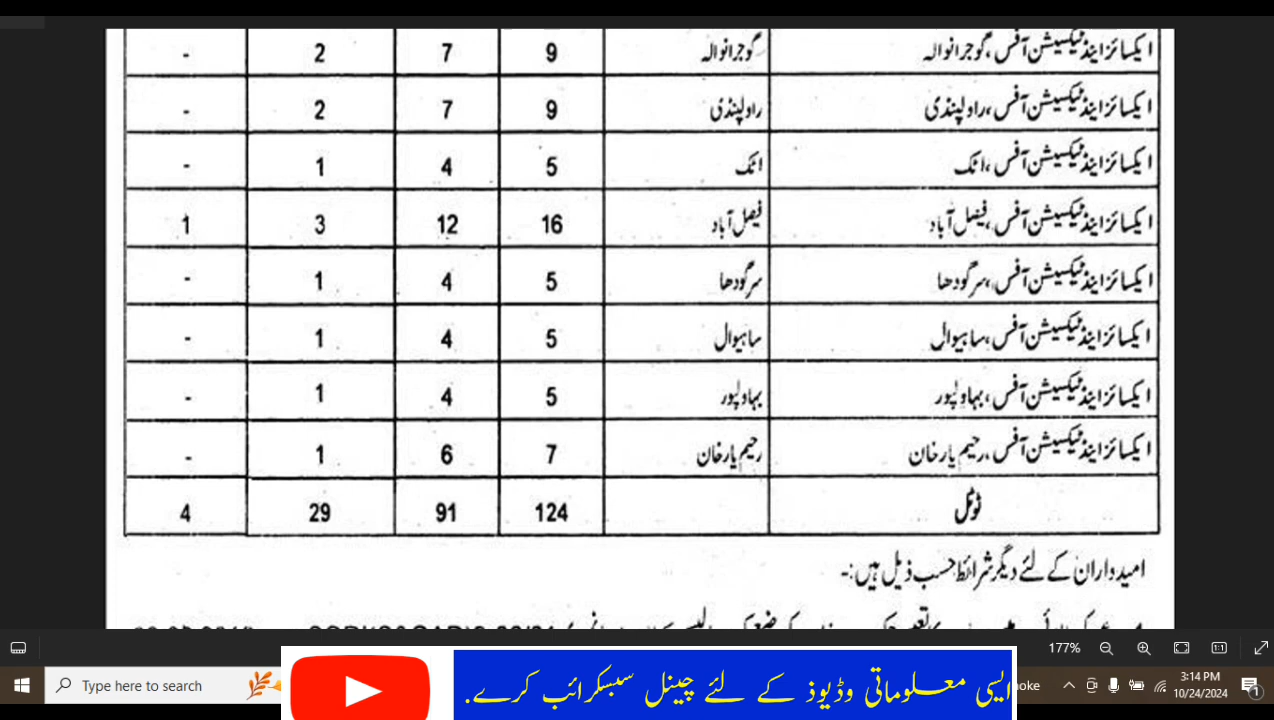 ایکسائز اینڈ ٹیکسیشن آفس، گوجرانوالہ گوجرانوالہ 9 7 2 -
ایکسائز اینڈ ٹیکسیشن آفس، راولپنڈی راولپنڈی 9 7 2 -
ایکسائز اینڈ ٹیکسیشن آفس، اٹک اٹک 5 4 1 -
ایکسائز اینڈ ٹیکسیشن آفس، فیصل آباد فیصل آباد 16 12 3 1
ایکسائز اینڈ ٹیکسیشن آفس، سرگودھا سرگودھا 5 4 1 -
ایکسائز اینڈ ٹیکسیشن آفس، ساہیوال ساہیوال 5 4 1 -
ایکسائز اینڈ ٹیکسیشن آفس، بہاولپور بہاولپور 5 4 1 -
ایکسائز اینڈ ٹیکسیشن آفس، رحیم یار خان رحیم یار خان 7 6 1 -
ٹوٹل 124 91 29 4
امیدواران کے لئے دیگر شرائط حسب ذیل ہیں:-
177%
Type here to search
3:14 PM
10/24/2024
1
ایسی معلوماتی وڈیوذ کے لئے چینل سبسکرائب کرے.